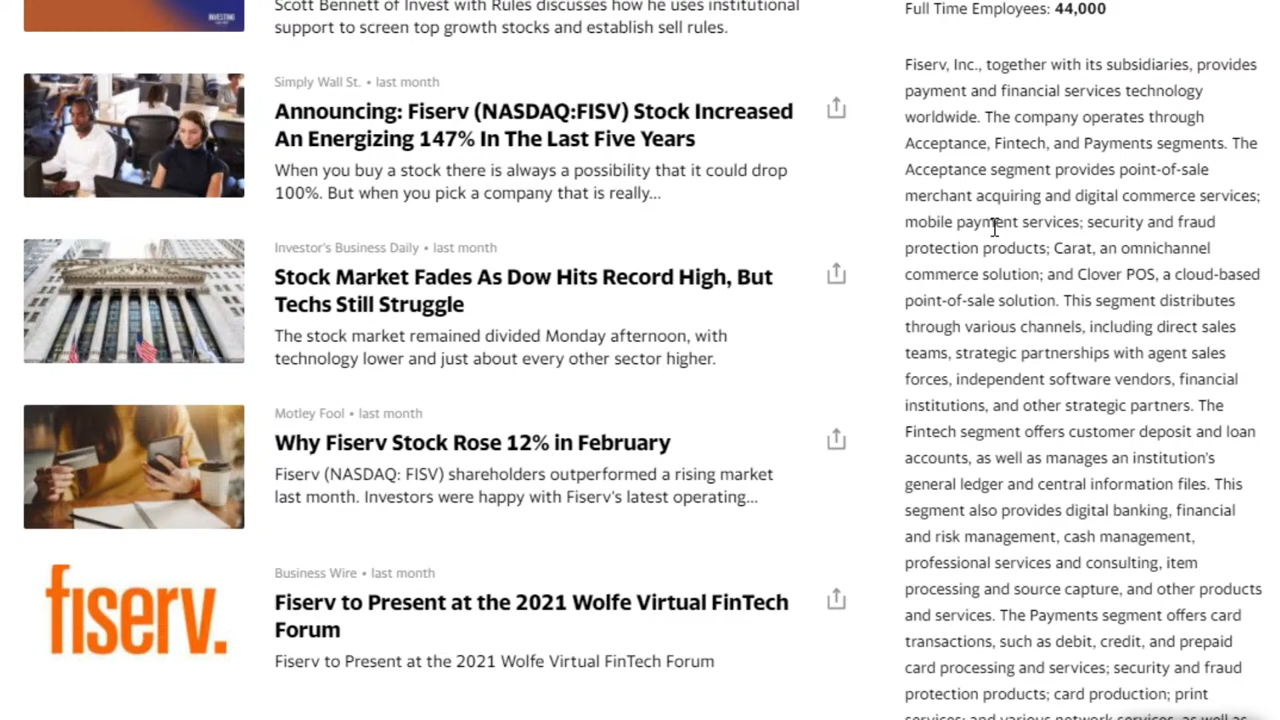 Scott Bennett of Invest with Rules discusses how he uses institutional
support to screen top growth stocks and establish sell rules.
INVESTING
Simply Wall St. • last month
Announcing: Fiserv (NASDAQ:FISV) Stock Increased
An Energizing 147% In The Last Five Years
When you buy a stock there is always a possibility that it could drop
100%. But when you pick a company that is really...
Investor's Business Daily • last month
Stock Market Fades As Dow Hits Record High, But
Techs Still Struggle
The stock market remained divided Monday afternoon, with
technology lower and just about every other sector higher.
Motley Fool • last month
Why Fiserv Stock Rose 12% in February
Fiserv (NASDAQ: FISV) shareholders outperformed a rising market
last month. Investors were happy with Fiserv's latest operating...
fiserv.
Business Wire • last month
Fiserv to Present at the 2021 Wolfe Virtual FinTech
Forum
Fiserv to Present at the 2021 Wolfe Virtual FinTech Forum
Full Time Employees: 44,000
Fiserv, Inc., together with its subsidiaries, provides
payment and financial services technology
worldwide. The company operates through
Acceptance, Fintech, and Payments segments. The
Acceptance segment provides point-of-sale
merchant acquiring and digital commerce services;
mobile payment services; security and fraud
protection products; Carat, an omnichannel
commerce solution; and Clover POS, a cloud-based
point-of-sale solution. This segment distributes
through various channels, including direct sales
teams, strategic partnerships with agent sales
forces, independent software vendors, financial
institutions, and other strategic partners. The
Fintech segment offers customer deposit and loan
accounts, as well as manages an institution's
general ledger and central information files. This
segment also provides digital banking, financial
and risk management, cash management,
professional services and consulting, item
processing and source capture, and other products
and services. The Payments segment offers card
transactions, such as debit, credit, and prepaid
card processing and services; security and fraud
protection products; card production; print
services; and various network services, as well as